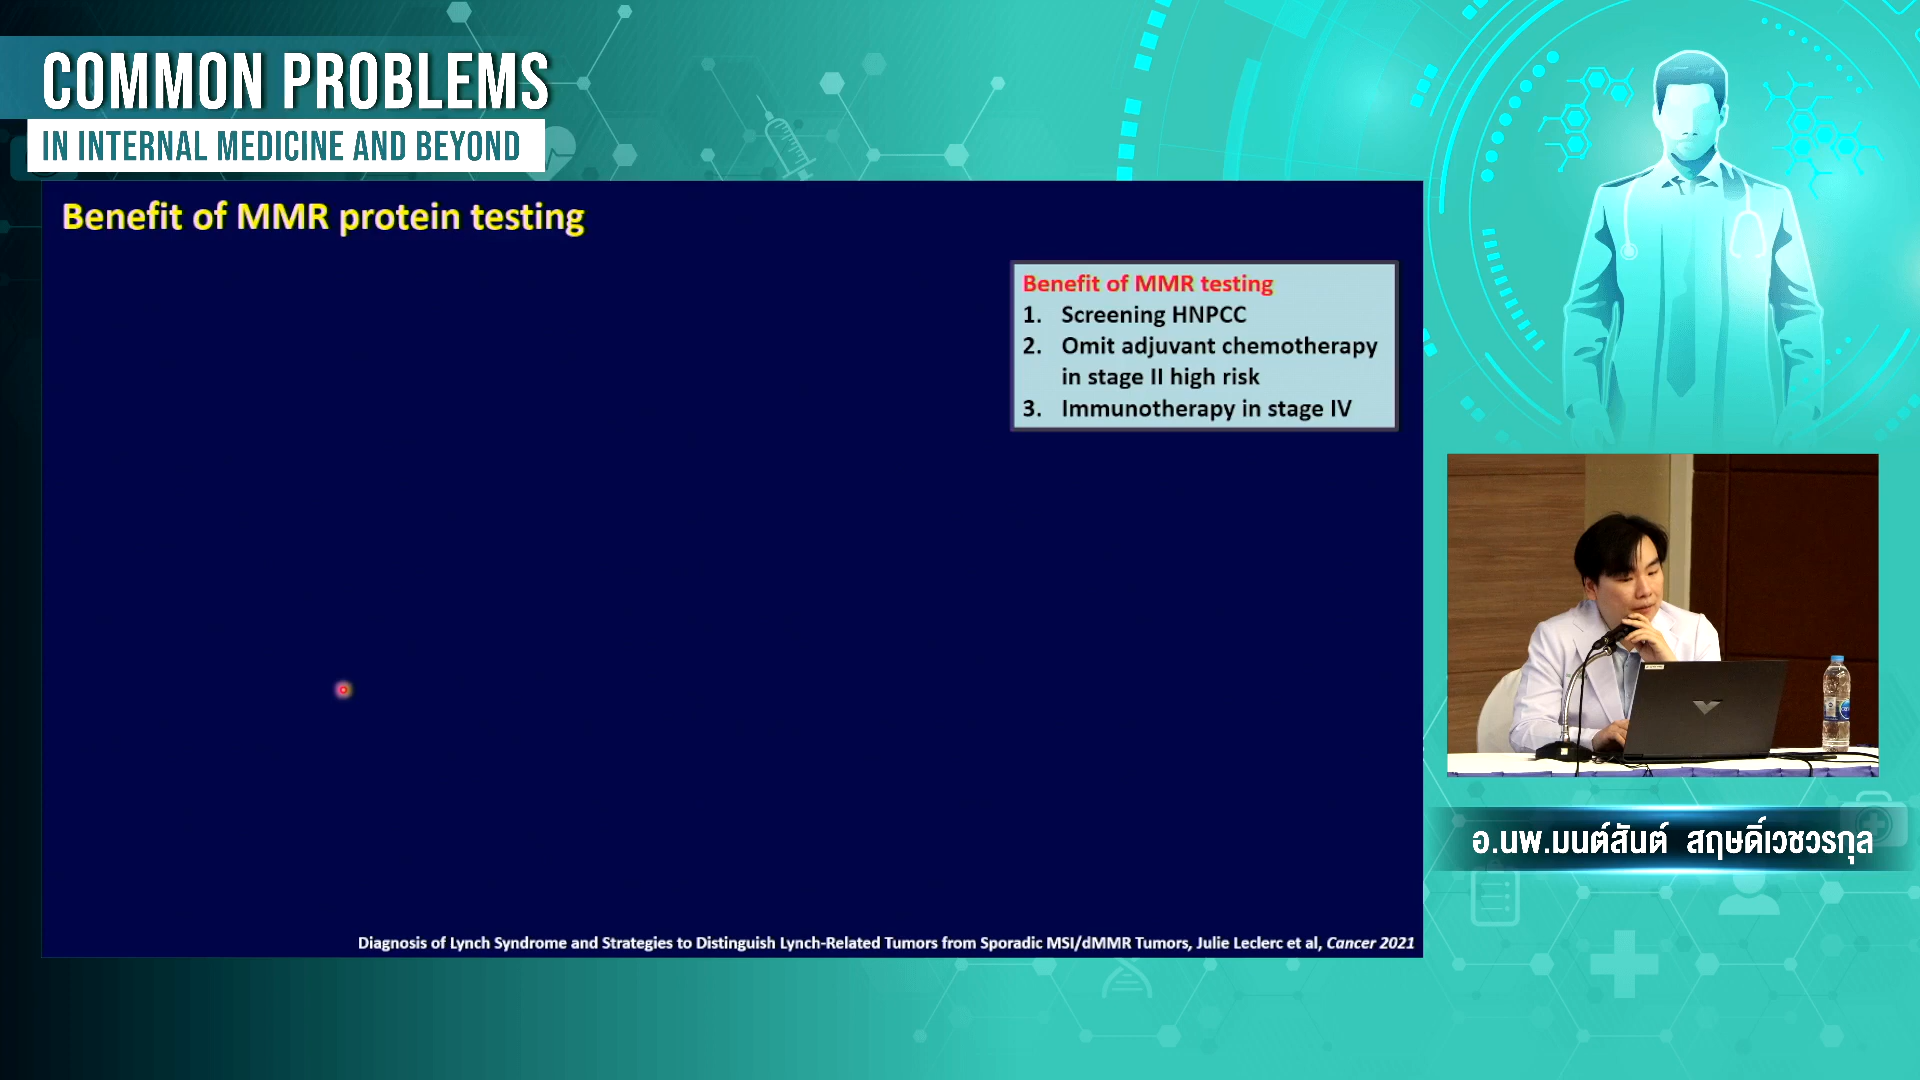 COMMON PROBLEMS
IN INTERNAL MEDICINE AND BEYOND
Benefit of MMR protein testing
Benefit of MMR testing
1. Screening HNPCC
2. Omit adjuvant chemotherapy
in stage II high risk
3. Immunotherapy in stage IV
อ.นพ.มนต์สันต์ สฤษดิ์เวชวรกุล
Diagnosis of Lynch Syndrome and Strategies to Distinguish Lynch-Related Tumors from Sporadic MSI/dMMR Tumors, Julie Leclerc et al, Cancer 2021